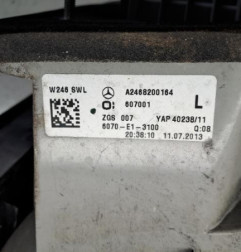 W246 SWL A2468200164
607001 L
ZGS 007 YAP 40238/11
6070-E1-3100 Q:08
20:38:10 11.07.2013